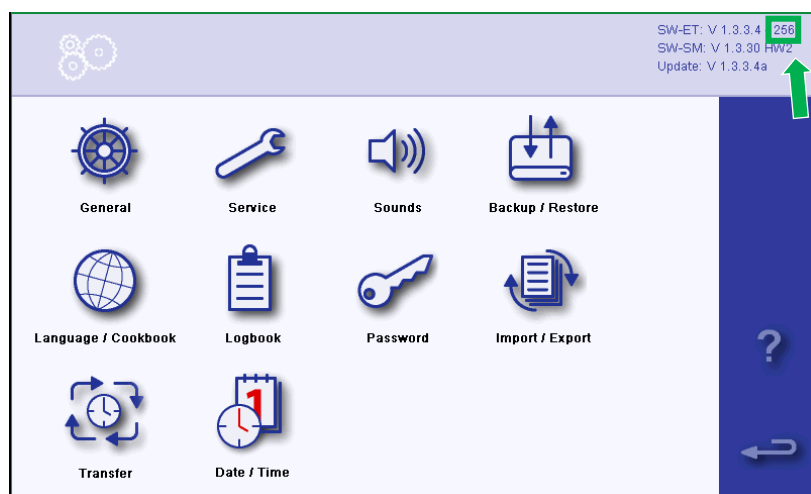 SW-ET: V 1.3.3.4 256
SW-SM: V 1.3.30 HW2
Update: V 1.3.3.4a
General
Service
Sounds
Backup / Restore
Language / Cookbook
Logbook
Password
Import / Export
1
Transfer
Date / Time
?